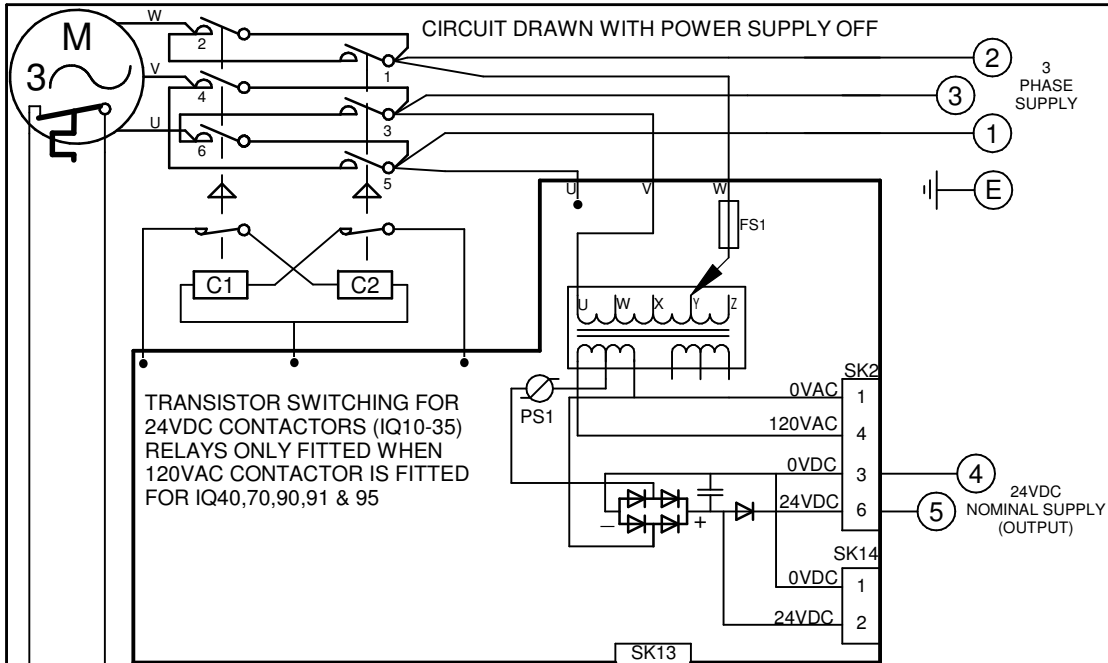 CIRCUIT DRAWN WITH POWER SUPPLY OFF
W
M
3
V
U
2
4
6
1
3
5
2
3
1
E
3
PHASE
SUPPLY
U
V
W
FS1
C1
C2
U
W
X
Y
Z
PS1
TRANSISTOR SWITCHING FOR
24VDC CONTACTORS (IQ10-35)
RELAYS ONLY FITTED WHEN
120VAC CONTACTOR IS FITTED
FOR IQ40,70,90,91 & 95
SK2
0VAC 1
120VAC 4
0VDC 3
24VDC 6
4
5
24VDC
NOMINAL SUPPLY
(OUTPUT)
– +
SK14
0VDC 1
24VDC 2
SK13